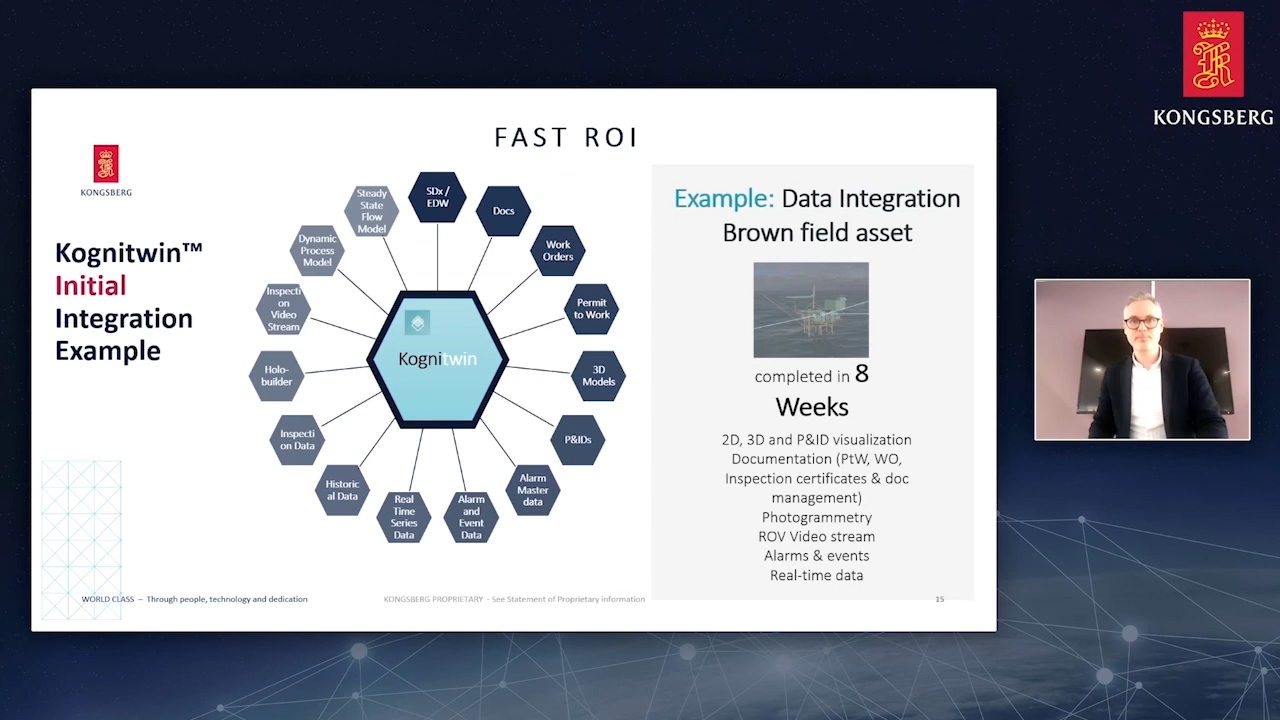 KONGSBERG
FAST ROI
KONGSBERG
Kognitwin™
Initial
Integration
Example
SDx /
EDW
Docs
Work
Orders
Permit
to Work
3D
Models
P&IDs
Alarm
Master
data
Alarm
and
Event
Data
Real
Time
Series
Data
Historic
al Data
Inspecti
on Data
Holo-
builder
Inspecti
on
Video
Stream
Dynamic
Process
Model
Steady
State
Flow
Model
Kognitwin
Example: Data Integration
Brown field asset
completed in 8
Weeks
2D, 3D and P&ID visualization
Documentation (PtW, WO,
Inspection certificates & doc
management)
Photogrammetry
ROV Video stream
Alarms & events
Real-time data
WORLD CLASS – Through people, technology and dedication
KONGSBERG PROPRIETARY - See Statement of Proprietary information
15